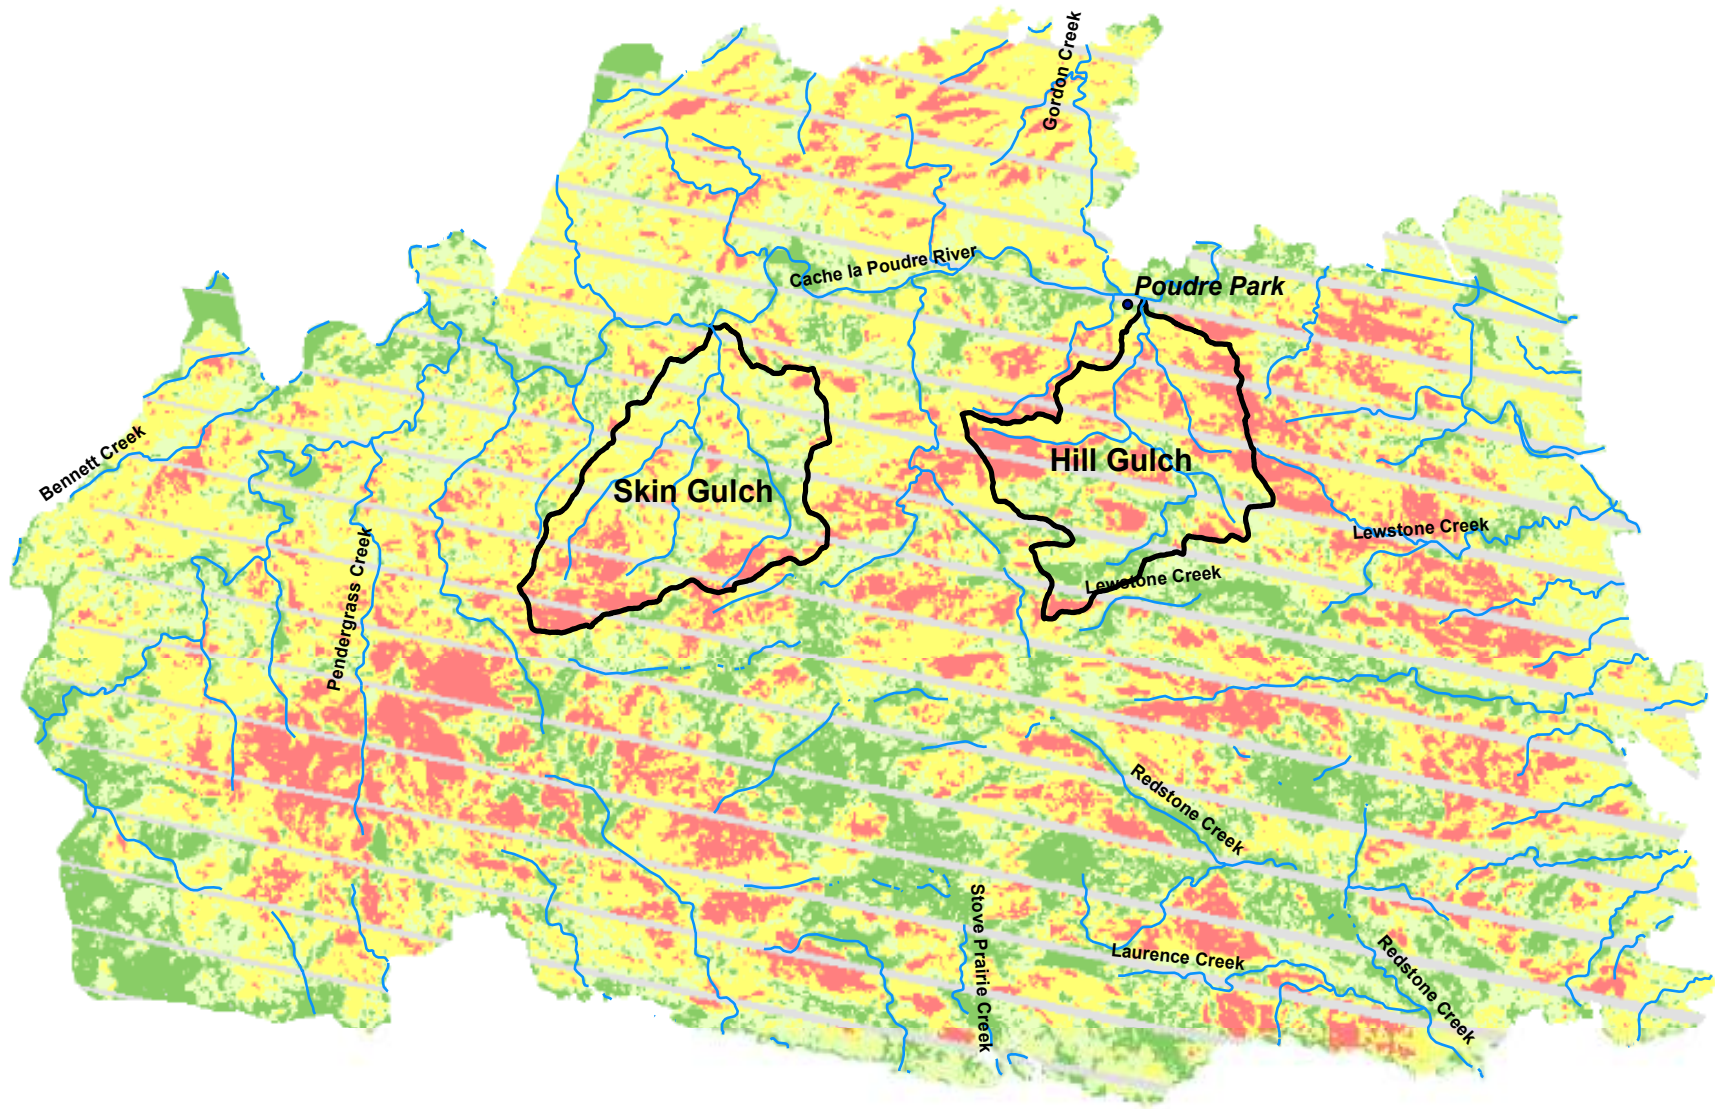 Gordon Creek
Cache la Poudre River
Poudre Park
Bennett Creek
Hill Gulch
Skin Gulch
Lewstone Creek
Pendergrass Creek
Lewstone Creek
Redstone Creek
Stove Prairie Creek
Laurence Creek
Redstone Creek